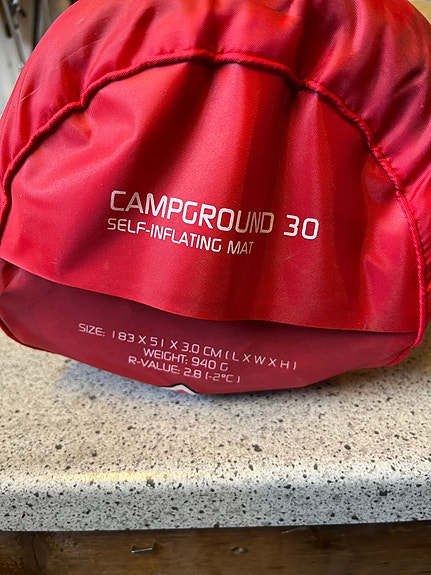 CAMPGROUND 30
SELF-INFLATING MAT
SIZE: 183 X 51 X 3.0 CM ( L X W X H )
WEIGHT: 940 G
R-VALUE: 2.8 (-2°C )